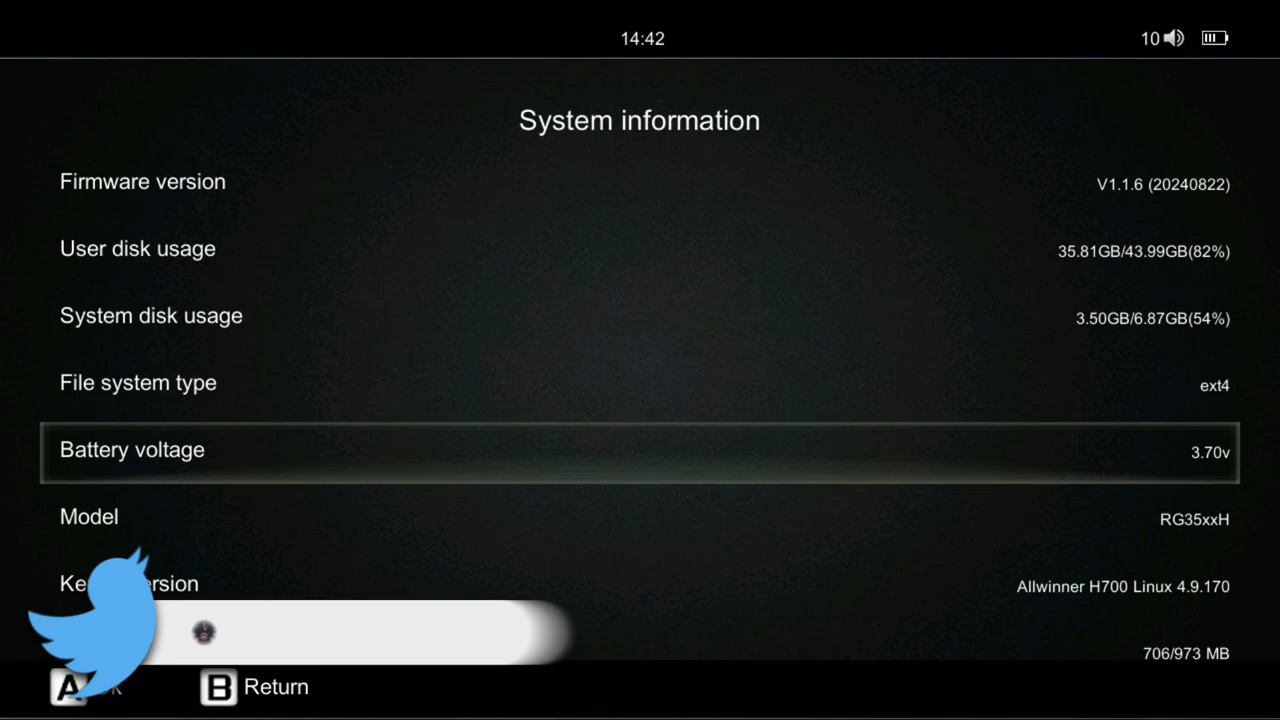 14:42
10
System information
Firmware version V1.1.6 (20240822)
User disk usage 35.81GB/43.99GB(82%)
System disk usage 3.50GB/6.87GB(54%)
File system type ext4
Battery voltage 3.70v
Model RG35xxH
Ke rsion Allwinner H700 Linux 4.9.170
706/973 MB
A k B Return